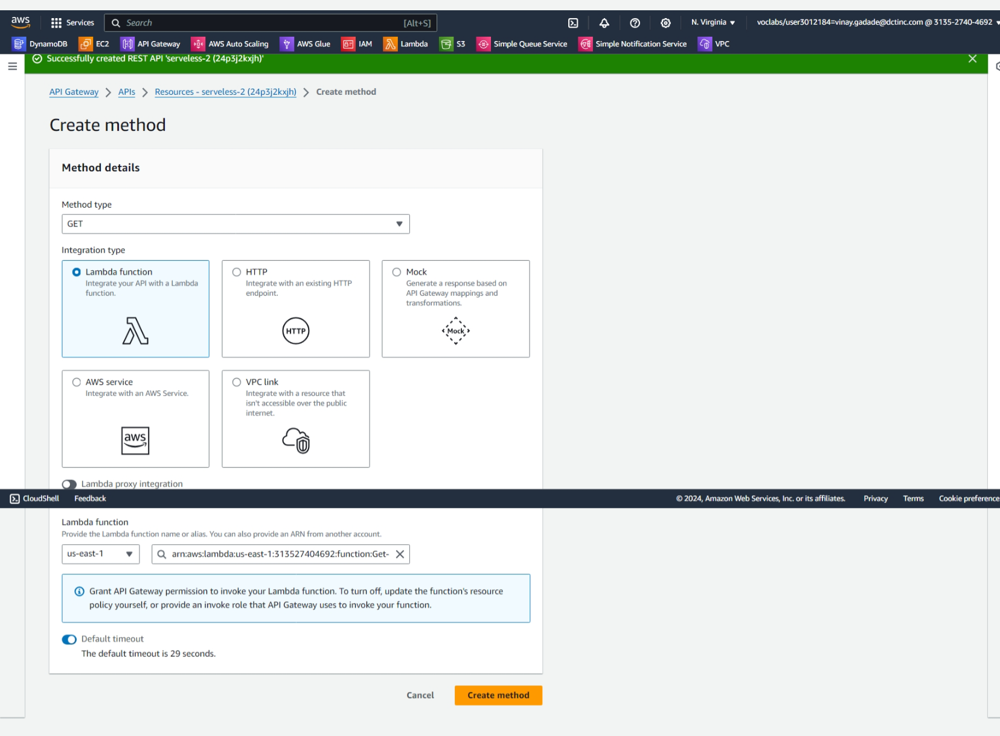 aws
Services
Search
[Alt+S]
N. Virginia
voclabs/user3012184=vinay.gadade@dctinc.com @ 3135-2740-4692
DynamoDB
EC2
API Gateway
AWS Auto Scaling
AWS Glue
IAM
Lambda
S3
Simple Queue Service
Simple Notification Service
VPC
Successfully created REST API 'serveless-2 (24p3j2kxjh)'
API Gateway
APIs
Resources - serveless-2 (24p3j2kxjh)
Create method
Create method
Method details
Method type
GET
Integration type
Lambda function
Integrate your API with a Lambda
function.
HTTP
Integrate with an existing HTTP
endpoint.
HTTP
Mock
Generate a response based on
API Gateway mappings and
transformations.
Mock
AWS service
Integrate with an AWS Service.
aws
VPC link
Integrate with a resource that
isn't accessible over the public
internet.
Lambda proxy integration
CloudShell
Feedback
© 2024, Amazon Web Services, Inc. or its affiliates.
Privacy
Terms
Cookie preference
Lambda function
Provide the Lambda function name or alias. You can also provide an ARN from another account.
us-east-1
arn:aws:lambda:us-east-1:313527404692:function:Get-
Grant API Gateway permission to invoke your Lambda function. To turn off, update the function's resource
policy yourself, or provide an invoke role that API Gateway uses to invoke your function.
Default timeout
The default timeout is 29 seconds.
Cancel
Create method